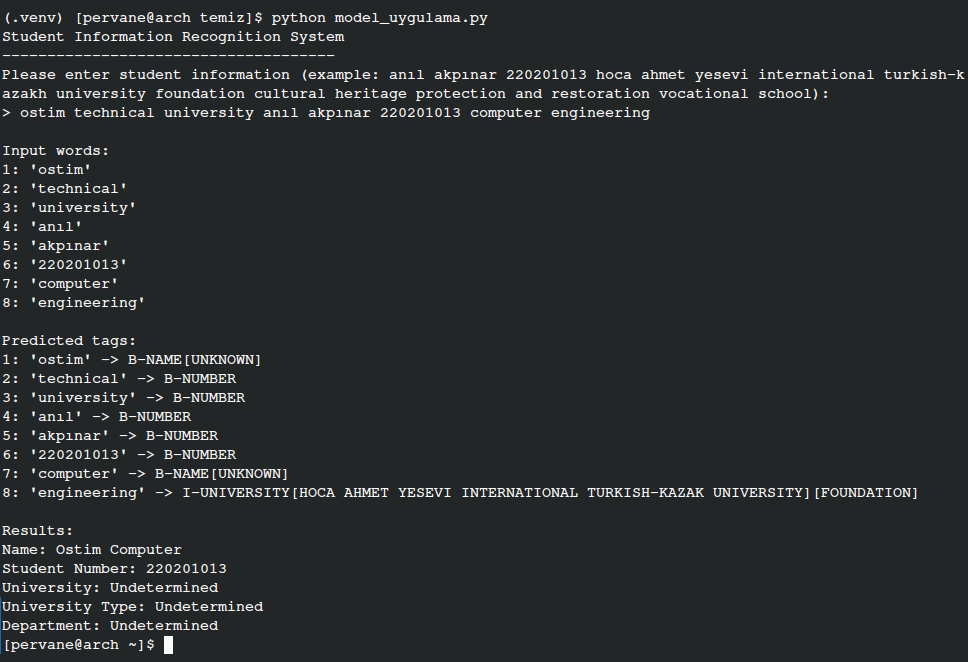 (.venv) [pervane@arch temiz]$ python model_uygulama.py
Student Information Recognition System
-------------------------------------
Please enter student information (example: anıl akpınar 220201013 hoca ahmet yesevi international turkish-k
azakh university foundation cultural heritage protection and restoration vocational school):
> ostim technical university anıl akpınar 220201013 computer engineering
Input words:
1: 'ostim'
2: 'technical'
3: 'university'
4: 'anıl'
5: 'akpınar'
6: '220201013'
7: 'computer'
8: 'engineering'
Predicted tags:
1: 'ostim' -> B-NAME[UNKNOWN]
2: 'technical' -> B-NUMBER
3: 'university' -> B-NUMBER
4: 'anıl' -> B-NUMBER
5: 'akpınar' -> B-NUMBER
6: '220201013' -> B-NUMBER
7: 'computer' -> B-NAME[UNKNOWN]
8: 'engineering' -> I-UNIVERSITY[HOCA AHMET YESEVI INTERNATIONAL TURKISH-KAZAK UNIVERSITY][FOUNDATION]
Results:
Name: Ostim Computer
Student Number: 220201013
University: Undetermined
University Type: Undetermined
Department: Undetermined
[pervane@arch ~]$